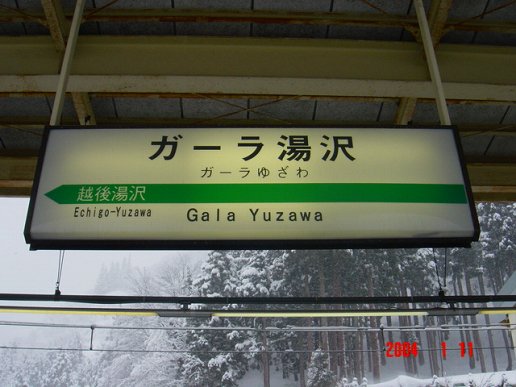 ガーラ湯沢
ガーラゆざわ
越後湯沢
Echigo-Yuzawa
Gala Yuzawa
2004 1 11